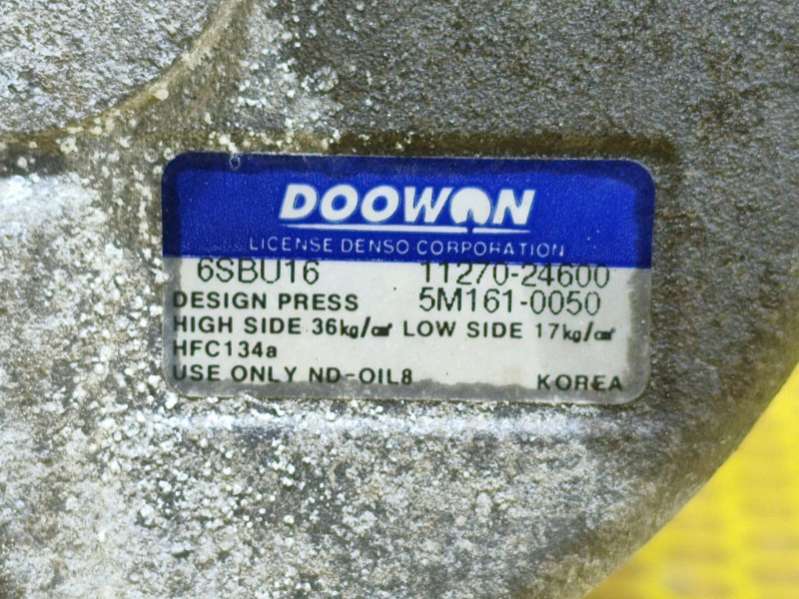 DOOWON
LICENSE DENSO CORPORATION
6SBU16 11270-24600
DESIGN PRESS 5M161-0050
HIGH SIDE 36kg/㎠ LOW SIDE 17kg/㎠
HFC134a
USE ONLY ND-OIL8 KOREA